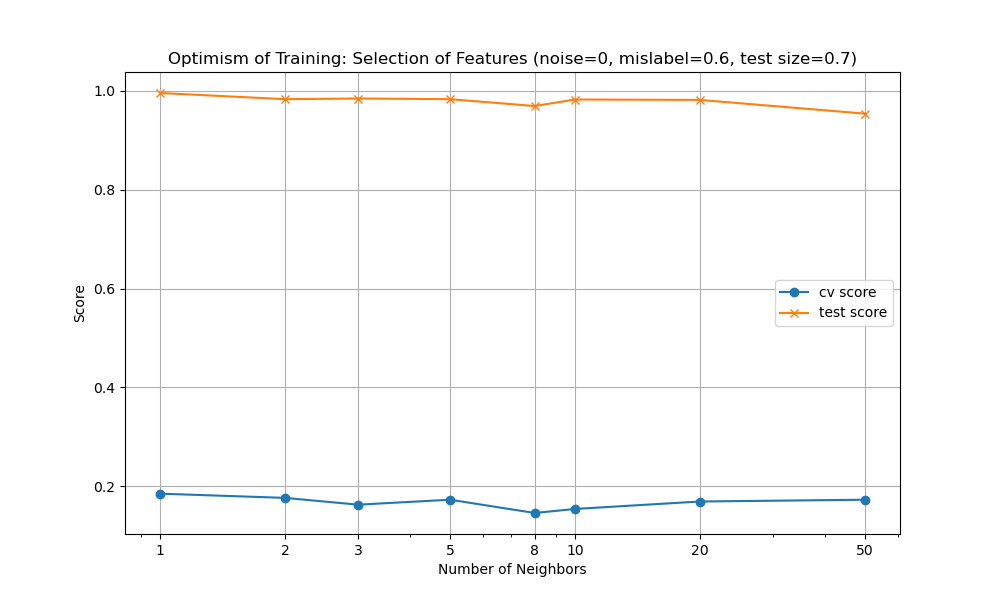 Optimism of Training: Selection of Features (noise=0, mislabel=0.6, test size=0.7)
1.0
0.8
0.6
0.4
0.2
Score
cv score
test score
1 2 3 5 8 10 20 50
Number of Neighbors